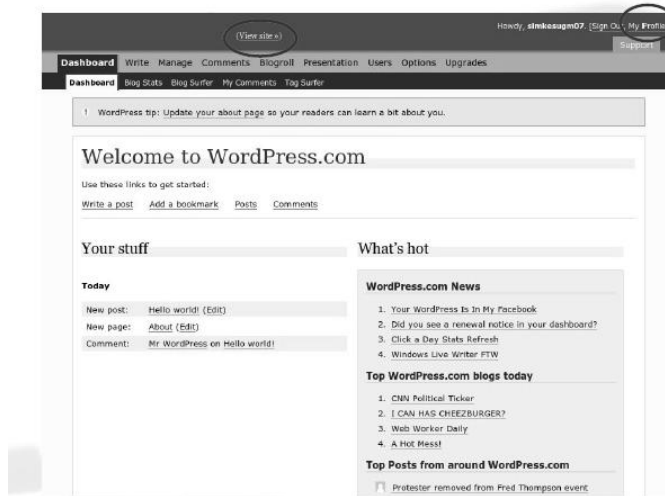 Howdy, simkesugm07. [Sign Out, My Profile
(View site »)
Support
Dashboard Write Manage Comments Blogroll Presentation Users Options Upgrades
Dashboard Blog Stats Blog Surfer My Comments Tag Surfer
! WordPress tip: Update your about page so your readers can learn a bit about you.
Welcome to WordPress.com
Use these links to get started:
Write a post Add a bookmark Posts Comments
Your stuff
Today
New post: Hello world! (Edit)
New page: About (Edit)
Comment: Mr WordPress on Hello world!
What's hot
WordPress.com News
1. Your WordPress Is In My Facebook
2. Did you see a renewal notice in your dashboard?
3. Click a Day Stats Refresh
4. Windows Live Writer FTW
Top WordPress.com blogs today
1. CNN Political Ticker
2. I CAN HAS CHEEZBURGER?
3. Web Worker Daily
4. A Hot Mess!
Top Posts from around WordPress.com
Protester removed from Fred Thompson event